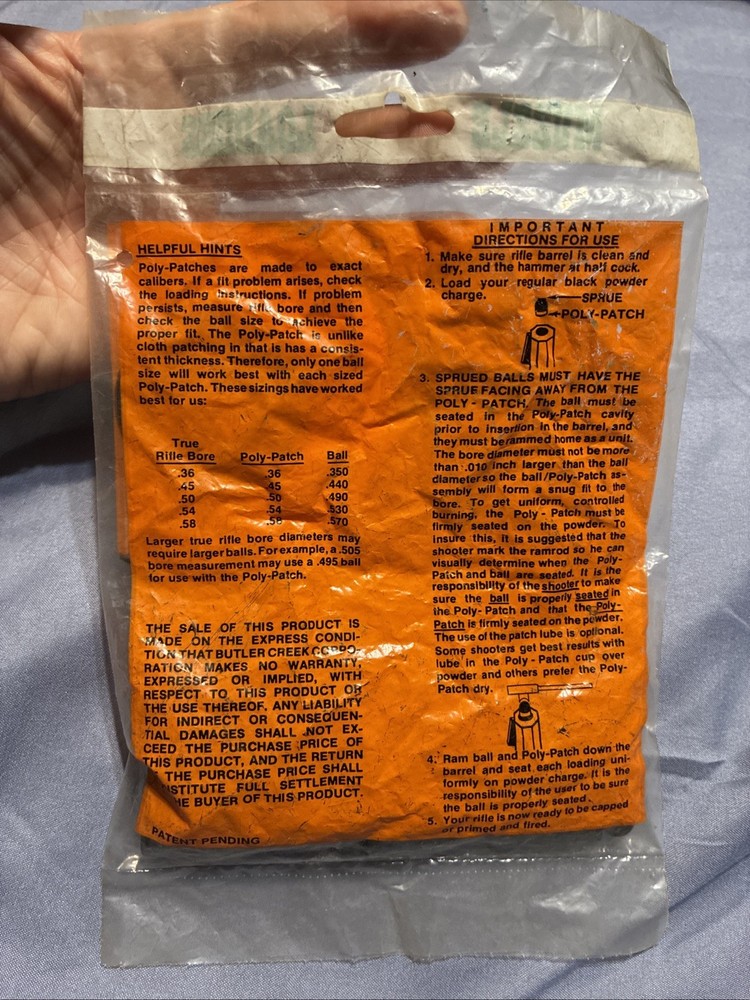 HELPFUL HINTS
Poly-Patches are made to exact
calibers. If a fit problem arises, check
the loading instructions. If problem
persists, measure rifle bore and then
check the ball size to achieve the
proper fit. The Poly-Patch is unlike
cloth patching in that is has a consis-
tent thickness. Therefore, only one ball
size will work best with each sized
Poly-Patch. These sizings have worked
best for us:
True
Rifle Bore Poly-Patch Ball
.36 .36 .350
.45 .45 .440
.50 .50 .490
.54 .54 .530
.58 .58 .570
Larger true rifle bore diameters may
require larger balls. For example, a .505
bore measurement may use a .495 ball
for use with the Poly-Patch.
THE SALE OF THIS PRODUCT IS
MADE ON THE EXPRESS CONDI-
TION THAT BUTLER CREEK CORPO-
RATION MAKES NO WARRANTY,
EXPRESSED OR IMPLIED, WITH
RESPECT TO THIS PRODUCT OR
THE USE THEREOF. ANY LIABILITY
FOR INDIRECT OR CONSEQUEN-
TIAL DAMAGES SHALL NOT EX-
CEED THE PURCHASE PRICE OF
THIS PRODUCT, AND THE RETURN
THE PURCHASE PRICE SHALL
STITUTE FULL SETTLEMENT
HE BUYER OF THIS PRODUCT.
PATENT PENDING
IMPORTANT
DIRECTIONS FOR USE
1. Make sure rifle barrel is clean and
dry, and the hammer at half cock.
2. Load your regular black powder
charge.
SPRUE
POLY-PATCH
3. SPRUED BALLS MUST HAVE THE
SPRUE FACING AWAY FROM THE
POLY - PATCH. The ball must be
seated in the Poly-Patch cavity
prior to insertion in the barrel, and
they must be rammed home as a unit.
The bore diameter must not be more
than .010 inch larger than the ball
diameter so the ball/Poly-Patch as-
sembly will form a snug fit to the
bore. To get uniform, controlled
burning, the Poly - Patch must be
firmly seated on the powder. To
insure this, it is suggested that the
shooter mark the ramrod so he can
visually determine when the Poly-
Patch and ball are seated. It is the
responsibility of the shooter to make
sure the ball is properly seated in
the Poly- Patch and that the Poly-
Patch is firmly seated on the powder.
The use of the patch lube is optional.
Some shooters get best results with
lube in the Poly - Patch cup over
powder and others prefer the Poly-
Patch dry.
4. Ram ball and Poly-Patch down the
barrel and seat each loading uni-
formly on powder charge. It is the
responsibility of the user to be sure
the ball is properly seated.
5. Your rifle is now ready to be capped
or primed and fired.